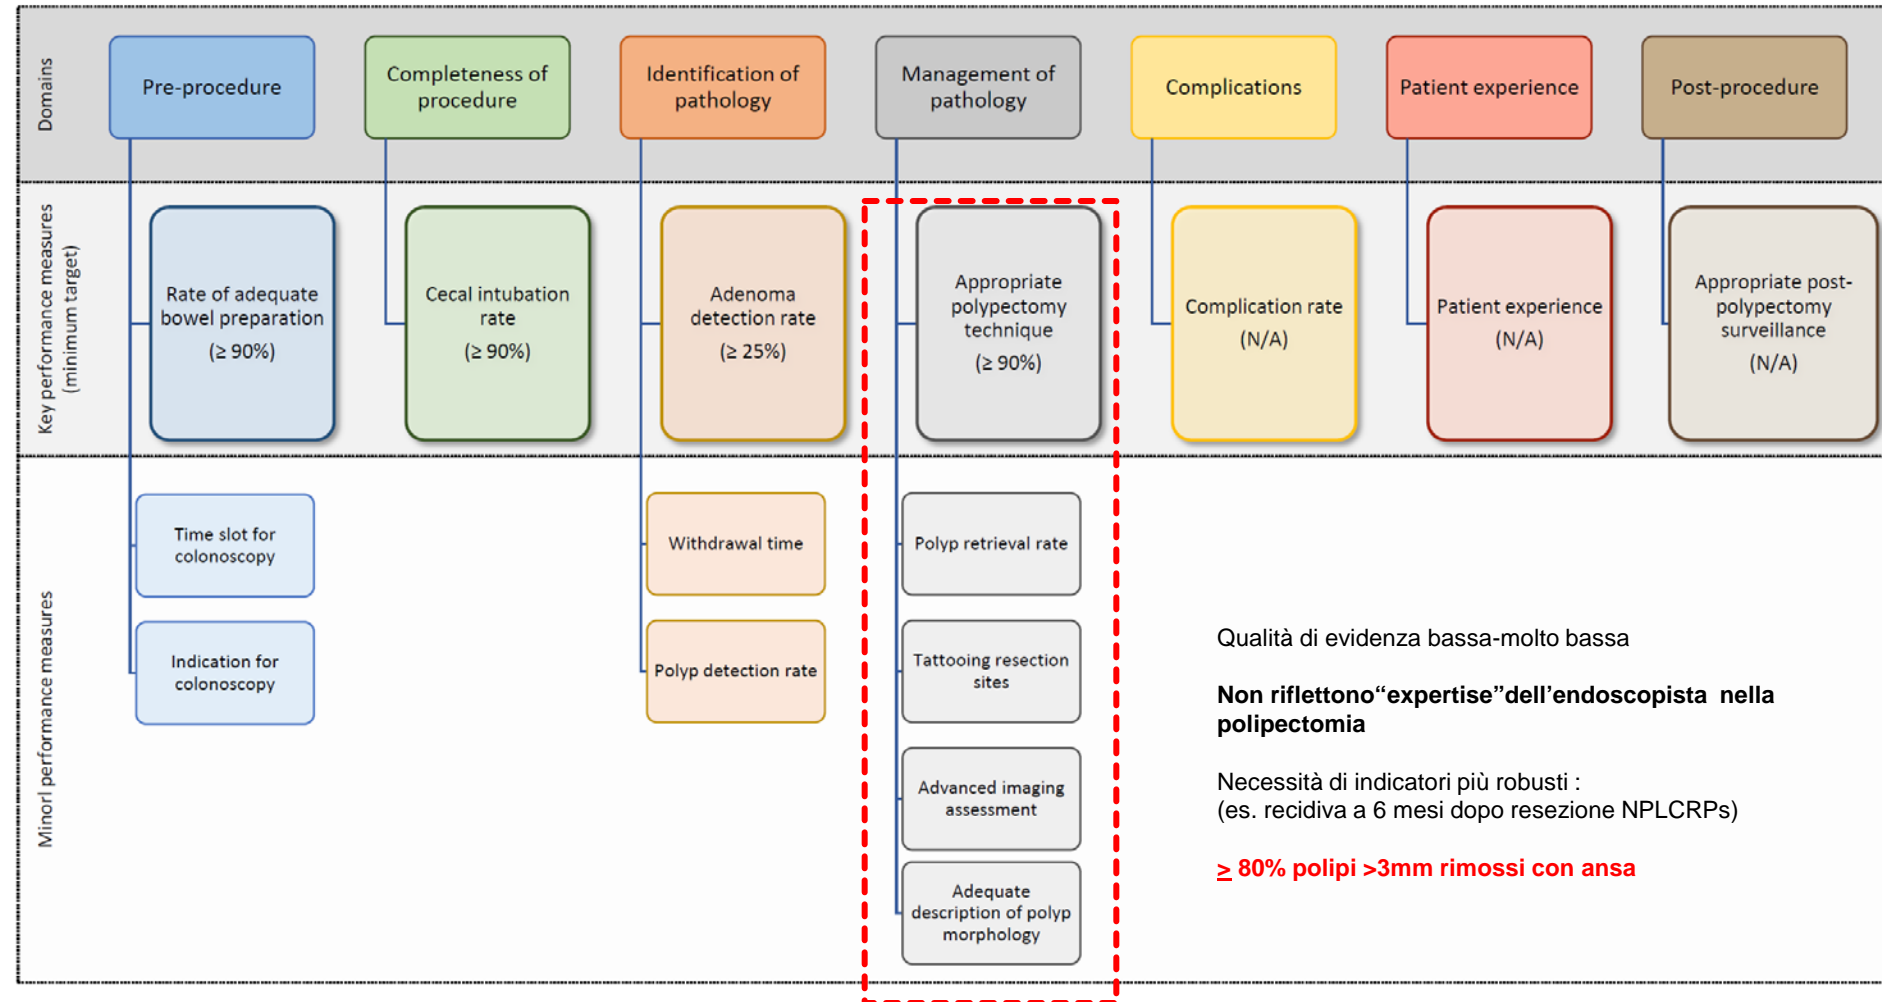 Domains
Pre-procedure
Completeness of
procedure
Identification of
pathology
Management of
pathology
Complications
Patient experience
Post-procedure
Key performance measures
(minimum target)
Rate of adequate
bowel preparation
(≥ 90%)
Cecal intubation
rate
(≥ 90%)
Adenoma
detection rate
(≥ 25%)
Appropriate
polypectomy
technique
(≥ 90%)
Complication rate
(N/A)
Patient experience
(N/A)
Appropriate post-
polypectomy
surveillance
(N/A)
Minorl performance measures
Time slot for
colonoscopy
Indication for
colonoscopy
Withdrawal time
Polyp detection rate
Polyp retrieval rate
Tattooing resection
sites
Advanced imaging
assessment
Adequate
description of polyp
morphology
Qualità di evidenza bassa-molto bassa
Non riflettono“expertise”dell’endoscopista nella
polipectomia
Necessità di indicatori più robusti :
(es. recidiva a 6 mesi dopo resezione NPLCRPs)
≥ 80% polipi >3mm rimossi con ansa